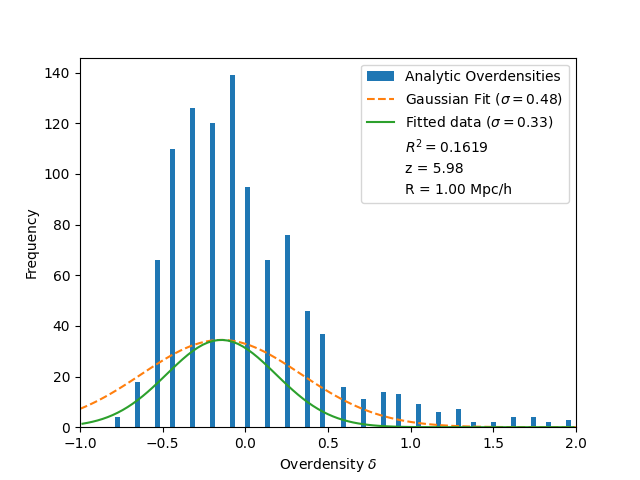 140
120
100
80
60
40
20
0
Frequency
−1.0
−0.5
0.0
0.5
1.0
1.5
2.0
Overdensity δ
Analytic Overdensities
Gaussian Fit (σ = 0.48)
Fitted data (σ = 0.33)
R² = 0.1619
z = 5.98
R = 1.00 Mpc/h